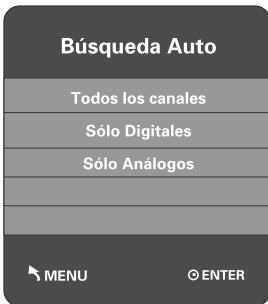 Búsqueda Auto
Todos los canales
Sólo Digitales
Sólo Análogos
MENU
ENTER